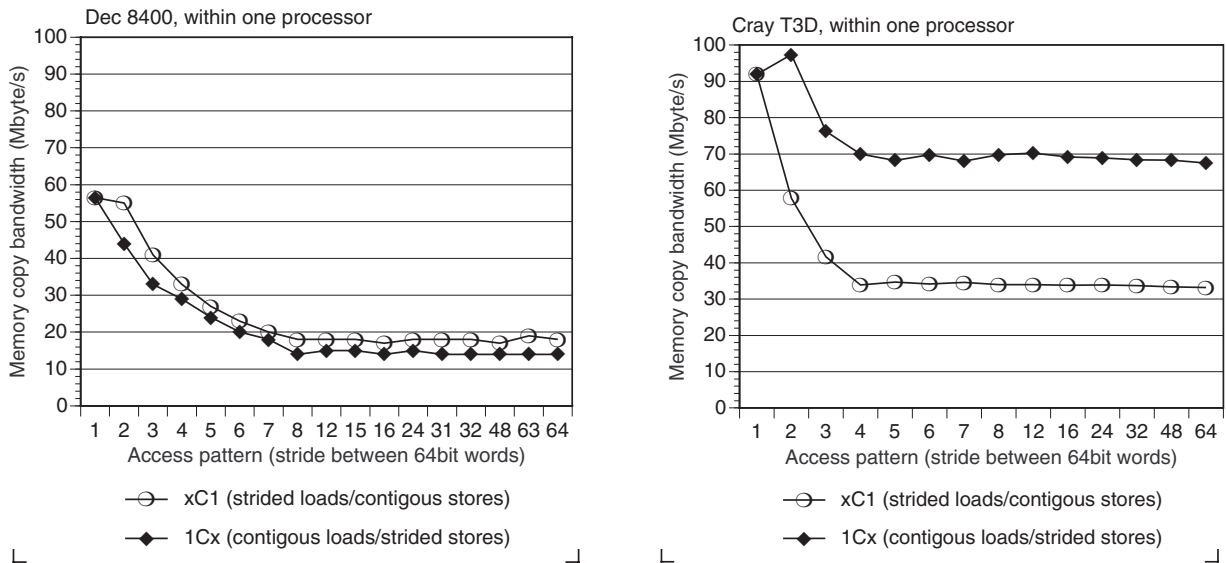 Dec 8400, within one processor
Memory copy bandwidth (Mbyte/s)
100
90
80
70
60
50
40
30
20
10
0
1 2 3 4 5 6 7 8 12 15 16 24 31 32 48 63 64
Access pattern (stride between 64bit words)
xC1 (strided loads/contigous stores)
1Cx (contigous loads/strided stores)
Cray T3D, within one processor
Memory copy bandwidth (Mbyte/s)
100
90
80
70
60
50
40
30
20
10
0
1 2 3 4 5 6 7 8 12 16 24 32 48 64
Access pattern (stride between 64bit words)
xC1 (strided loads/contigous stores)
1Cx (contigous loads/strided stores)